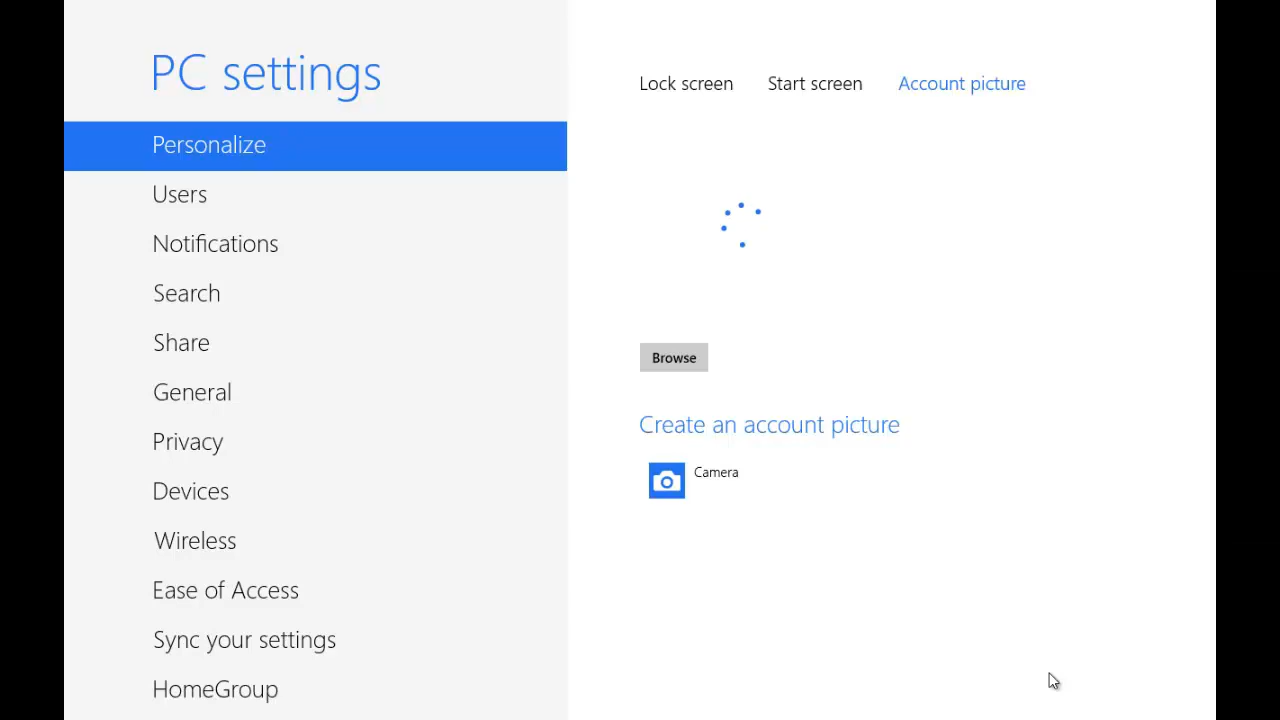 PC settings
Personalize
Users
Notifications
Search
Share
General
Privacy
Devices
Wireless
Ease of Access
Sync your settings
HomeGroup
Lock screen Start screen Account picture
Browse
Create an account picture
Camera